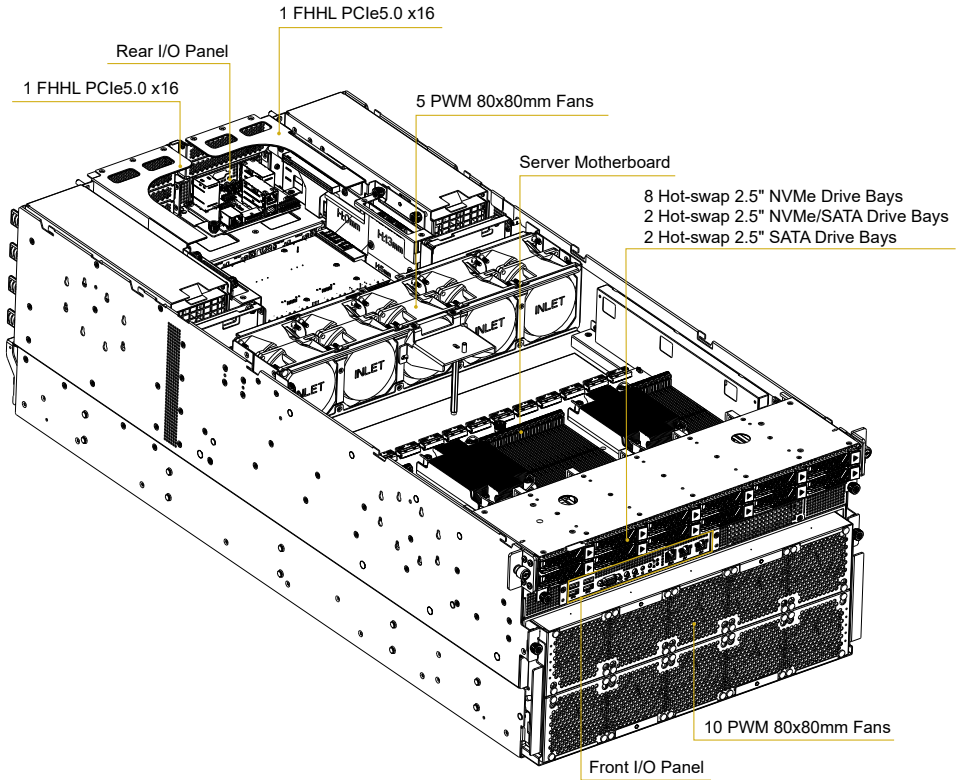 1 FHHL PCIe5.0 x16
Rear I/O Panel
1 FHHL PCIe5.0 x16
5 PWM 80x80mm Fans
Server Motherboard
8 Hot-swap 2.5" NVMe Drive Bays
2 Hot-swap 2.5" NVMe/SATA Drive Bays
2 Hot-swap 2.5" SATA Drive Bays
INLET
INLET
INLET
INLET
10 PWM 80x80mm Fans
Front I/O Panel